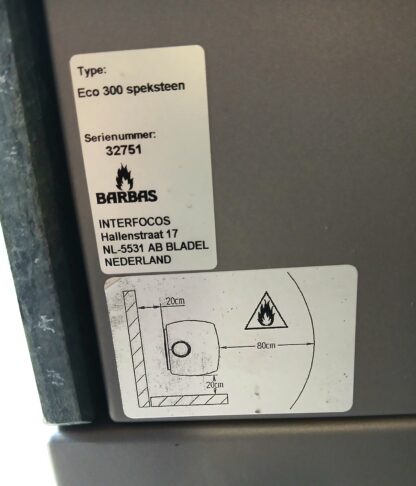 Type:
Eco 300 speksteen
Serienummer:
32751
BARBAS
INTERFOCOS
Hallenstraat 17
NL-5531 AB BLADEL
NEDERLAND
20cm
80cm
20cm